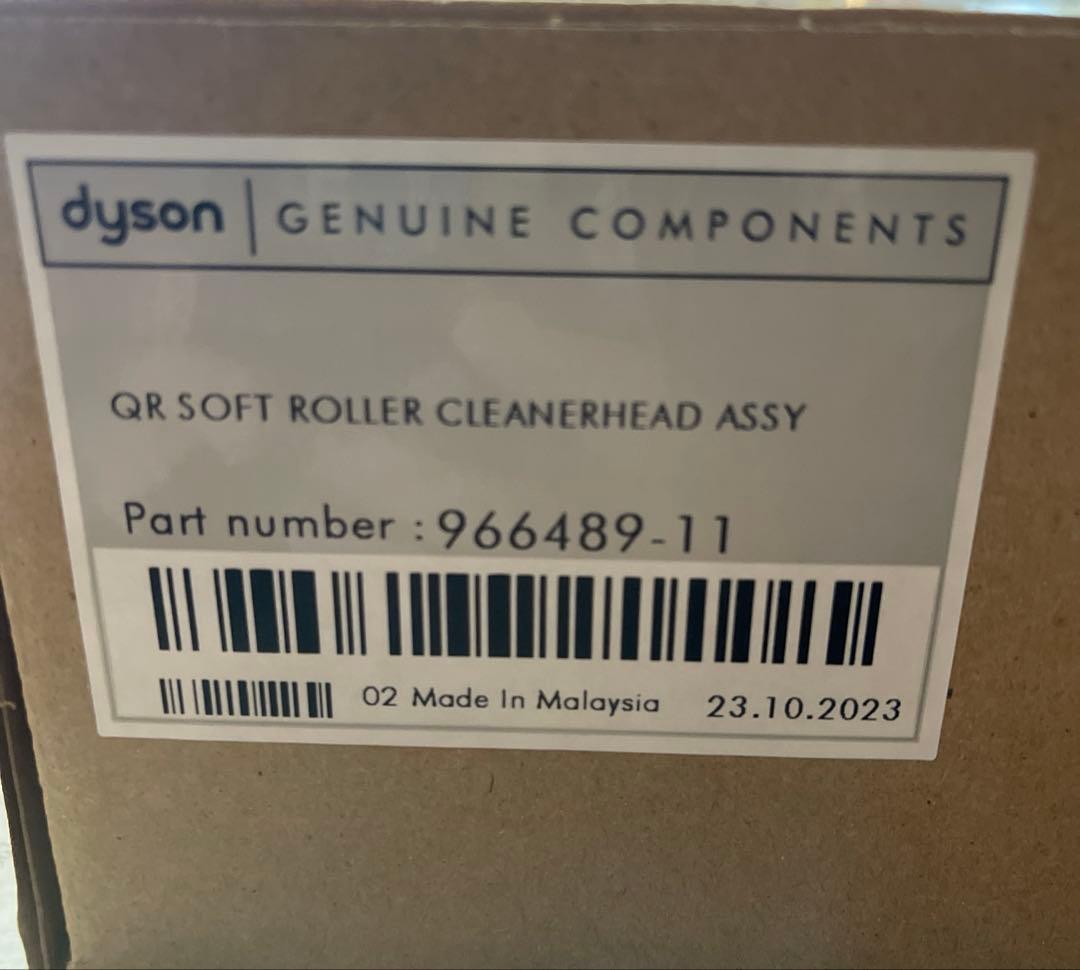 dyson | GENUINE COMPONENTS
QR SOFT ROLLER CLEANERHEAD ASSY
Part number : 966489-11
02 Made In Malaysia 23.10.2023